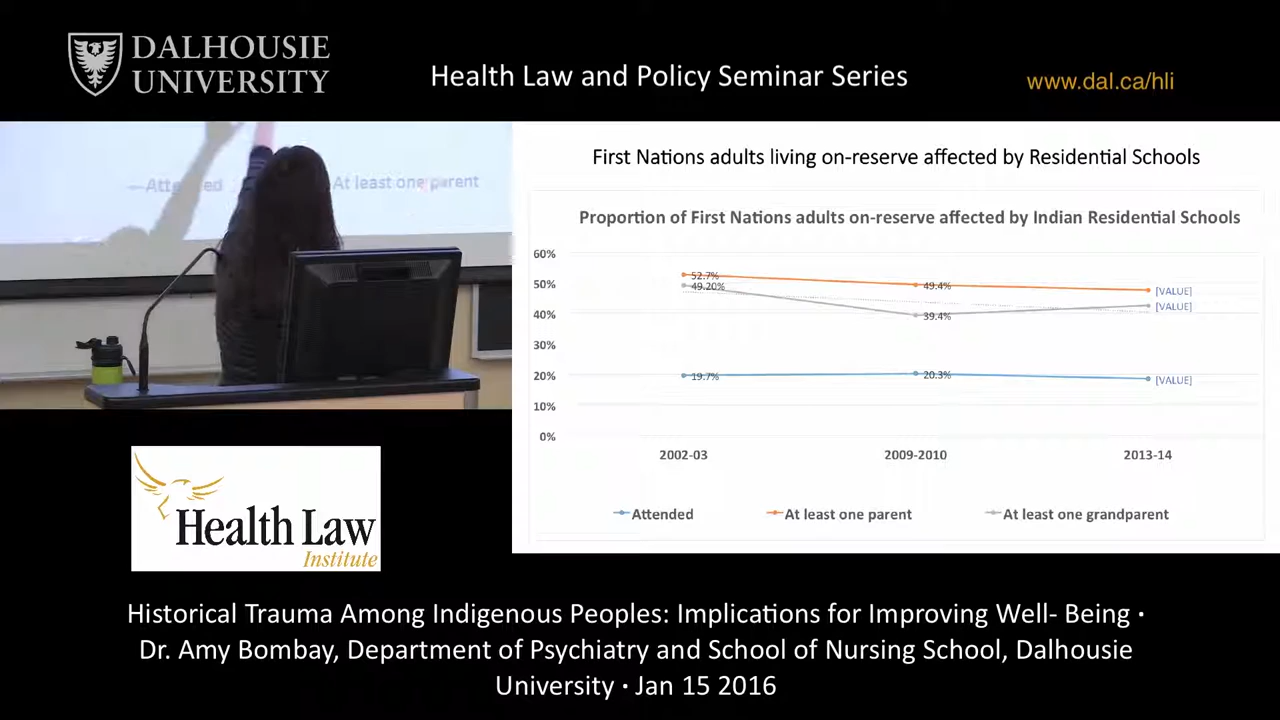 DALHOUSIE
UNIVERSITY
Health Law and Policy Seminar Series
www.dal.ca/hli
Attended
At least one parent
First Nations adults living on-reserve affected by Residential Schools
Proportion of First Nations adults on-reserve affected by Indian Residential Schools
60%
50%
40%
30%
20%
10%
0%
52.7%
49.20%
49.4%
39.4%
[VALUE]
[VALUE]
19.7%
20.3%
[VALUE]
2002-03
2009-2010
2013-14
Attended
At least one parent
At least one grandparent
Health Law
Institute
Historical Trauma Among Indigenous Peoples: Implications for Improving Well- Being ·
Dr. Amy Bombay, Department of Psychiatry and School of Nursing School, Dalhousie
University · Jan 15 2016